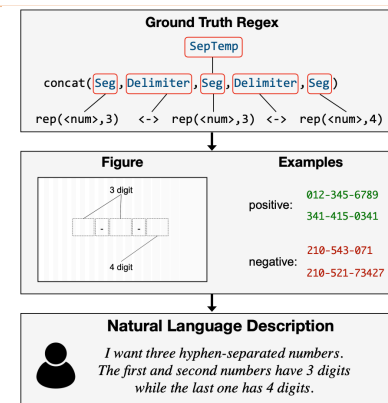 Ground Truth Regex
SepTemp
concat(Seg,Delimiter,Seg,Delimiter,Seg)
rep(<num>,3) <-> rep(<num>,3) <-> rep(<num>,4)
Figure
3 digit
- -
4 digit
Examples
positive:
012-345-6789
341-415-0341
negative:
210-543-071
210-521-73427
Natural Language Description
I want three hyphen-separated numbers.
The first and second numbers have 3 digits
while the last one has 4 digits.